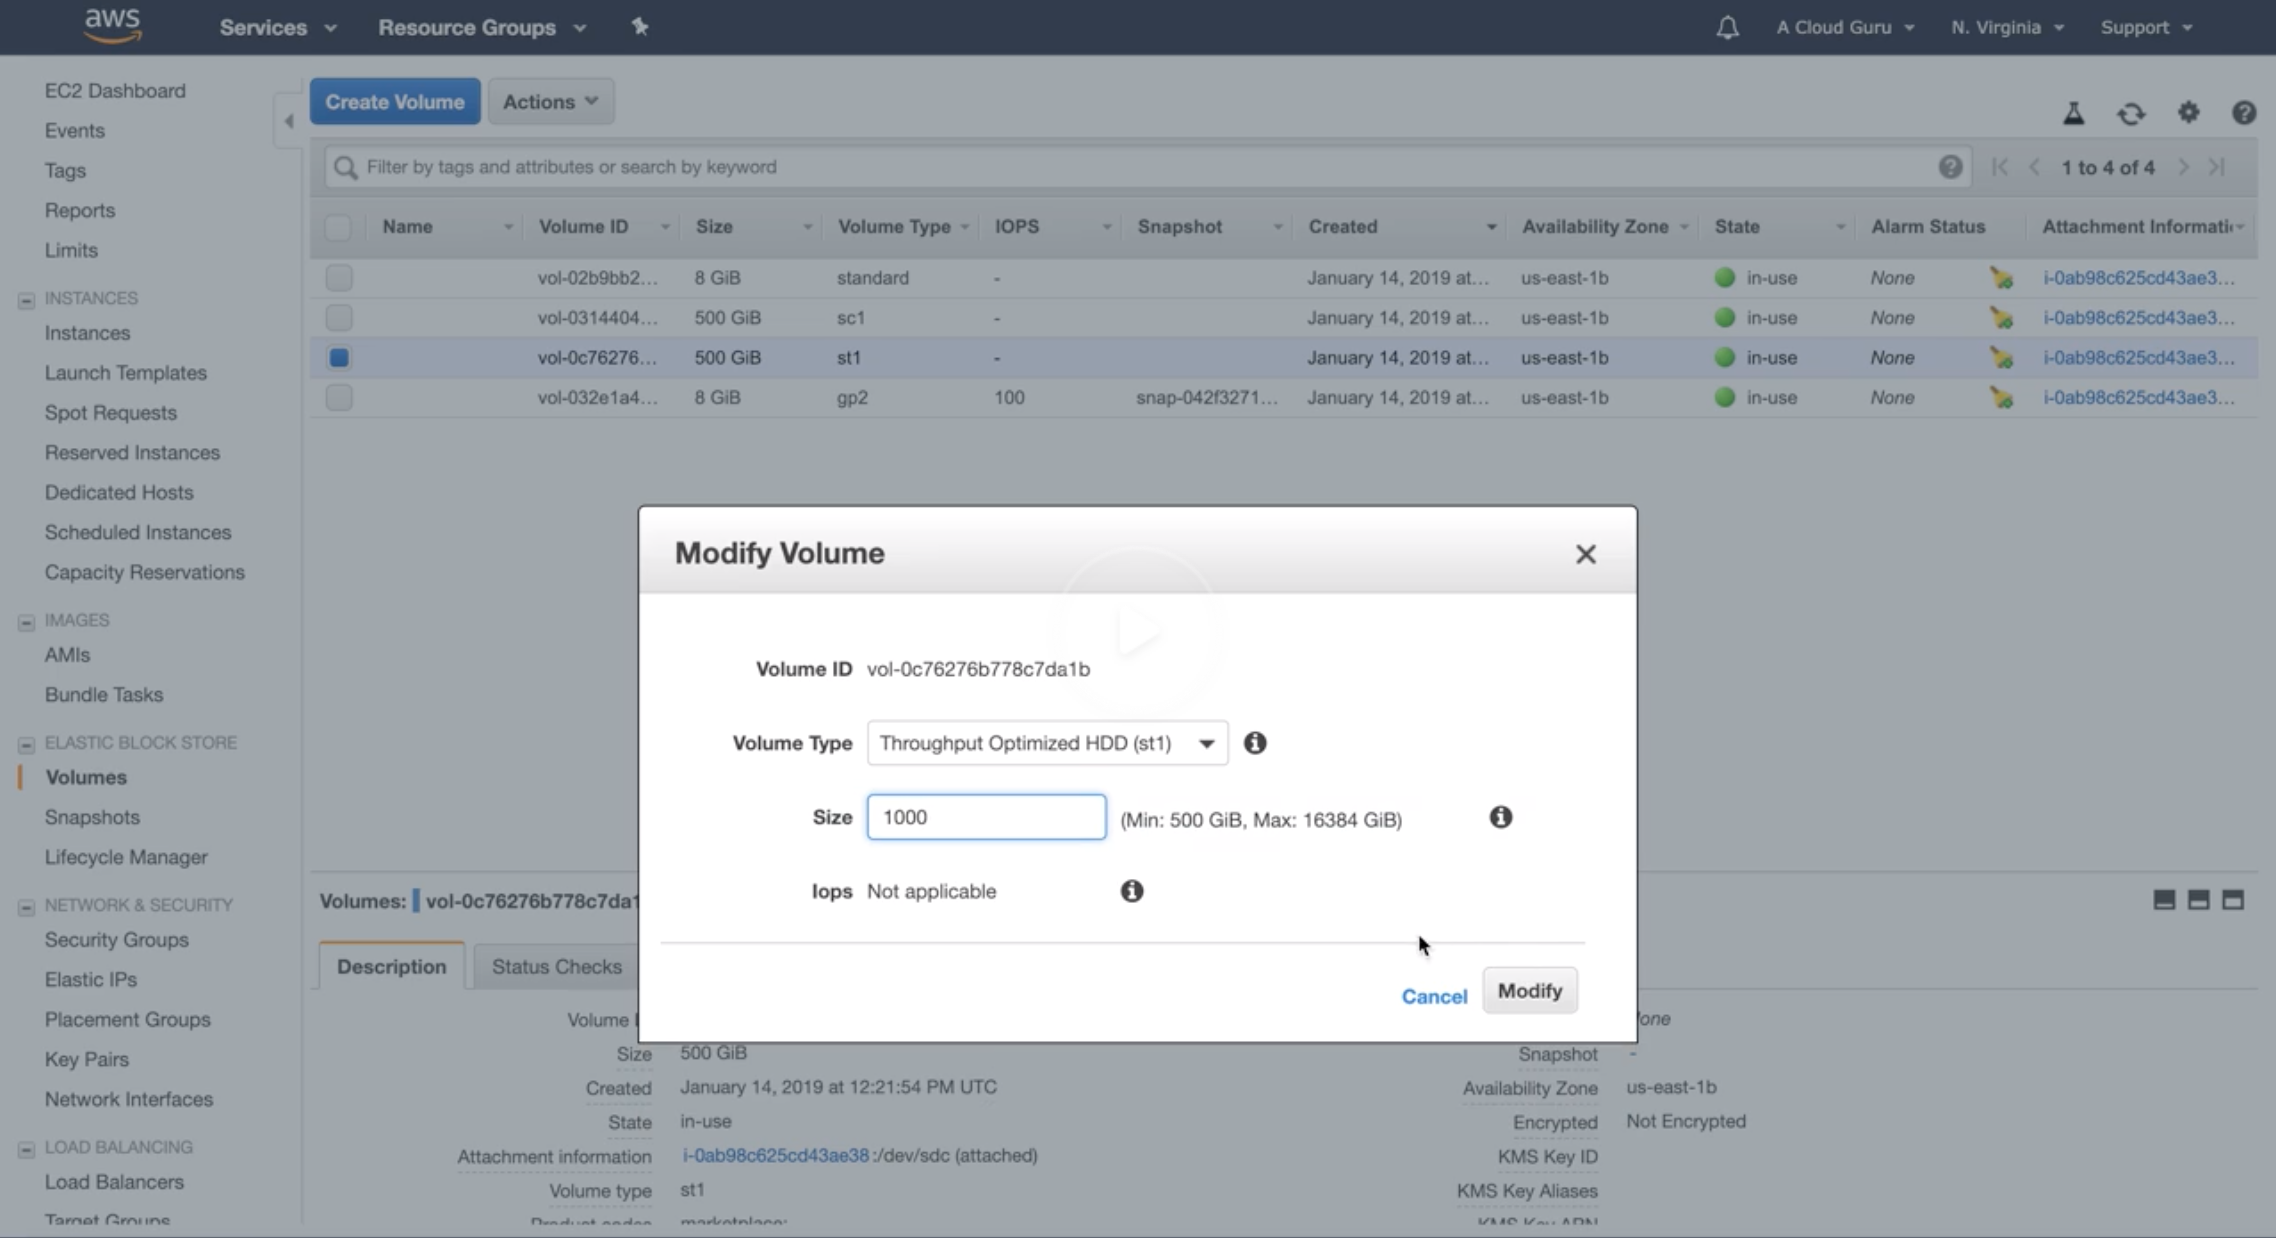 aws Services Resource Groups A Cloud Guru N. Virginia Support
EC2 Dashboard
Events
Tags
Reports
Limits
INSTANCES
Instances
Launch Templates
Spot Requests
Reserved Instances
Dedicated Hosts
Scheduled Instances
Capacity Reservations
IMAGES
AMIs
Bundle Tasks
ELASTIC BLOCK STORE
Volumes
Snapshots
Lifecycle Manager
NETWORK & SECURITY
Security Groups
Elastic IPs
Placement Groups
Key Pairs
Network Interfaces
LOAD BALANCING
Load Balancers
Target Groups
Create Volume Actions
Filter by tags and attributes or search by keyword 1 to 4 of 4
Name Volume ID Size Volume Type IOPS Snapshot Created Availability Zone State Alarm Status Attachment Informati
vol-02b9bb2... 8 GiB standard - January 14, 2019 at... us-east-1b in-use None i-0ab98c625cd43ae3...
vol-0314404... 500 GiB sc1 - January 14, 2019 at... us-east-1b in-use None i-0ab98c625cd43ae3...
vol-0c76276... 500 GiB st1 - January 14, 2019 at... us-east-1b in-use None i-0ab98c625cd43ae3...
vol-032e1a4... 8 GiB gp2 100 snap-042f3271... January 14, 2019 at... us-east-1b in-use None i-0ab98c625cd43ae3...
Modify Volume
Volume ID vol-0c76276b778c7da1b
Volume Type Throughput Optimized HDD (st1)
Size 1000 (Min: 500 GiB, Max: 16384 GiB)
Iops Not applicable
Cancel Modify
Volumes: vol-0c76276b778c7da1
Description Status Checks
Volume
Size 500 GiB
Created January 14, 2019 at 12:21:54 PM UTC
State in-use
Attachment information i-0ab98c625cd43ae38:/dev/sdc (attached)
Volume type st1
Product codes marketplace:
one
Snapshot -
Availability Zone us-east-1b
Encrypted Not Encrypted
KMS Key ID
KMS Key Aliases
KMS Key ARN